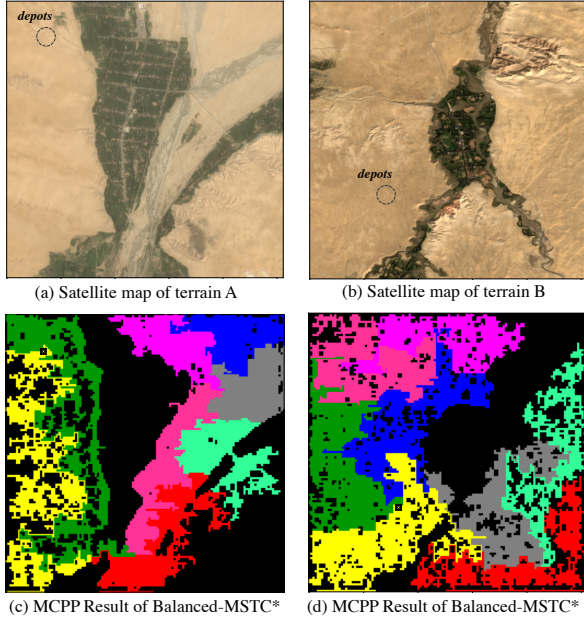 depots
depots
(a) Satellite map of terrain A
(b) Satellite map of terrain B
(c) MCPP Result of Balanced-MSTC*
(d) MCPP Result of Balanced-MSTC*